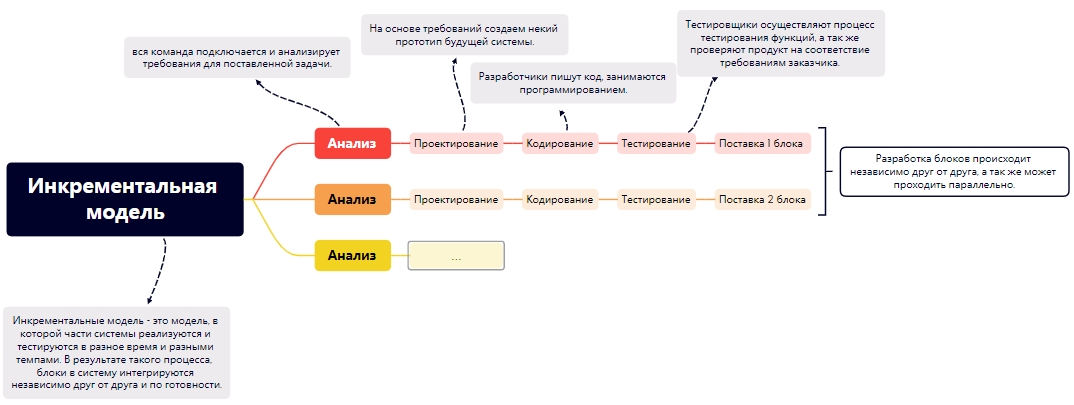 На основе требований создаем некий
прототип будущей системы.
Тестировщики осуществляют процесс
тестирования функций, а так же
проверяют продукт на соответствие
требованиям заказчика.
вся команда подключается и анализирует
требования для поставленной задачи.
Разработчики пишут код, занимаются
программированием.
Анализ
Проектирование
Кодирование
Тестирование
Поставка 1 блока
Разработка блоков происходит
независимо друг от друга, а так же может
проходить параллельно.
Инкрементальная
модель
Анализ
Проектирование
Кодирование
Тестирование
Поставка 2 блока
Анализ
...
Инкрементальные модель - это модель, в
которой части системы реализуются и
тестируются в разное время и разными
темпами. В результате такого процесса,
блоки в систему интегрируются
независимо друг от друга и по готовности.